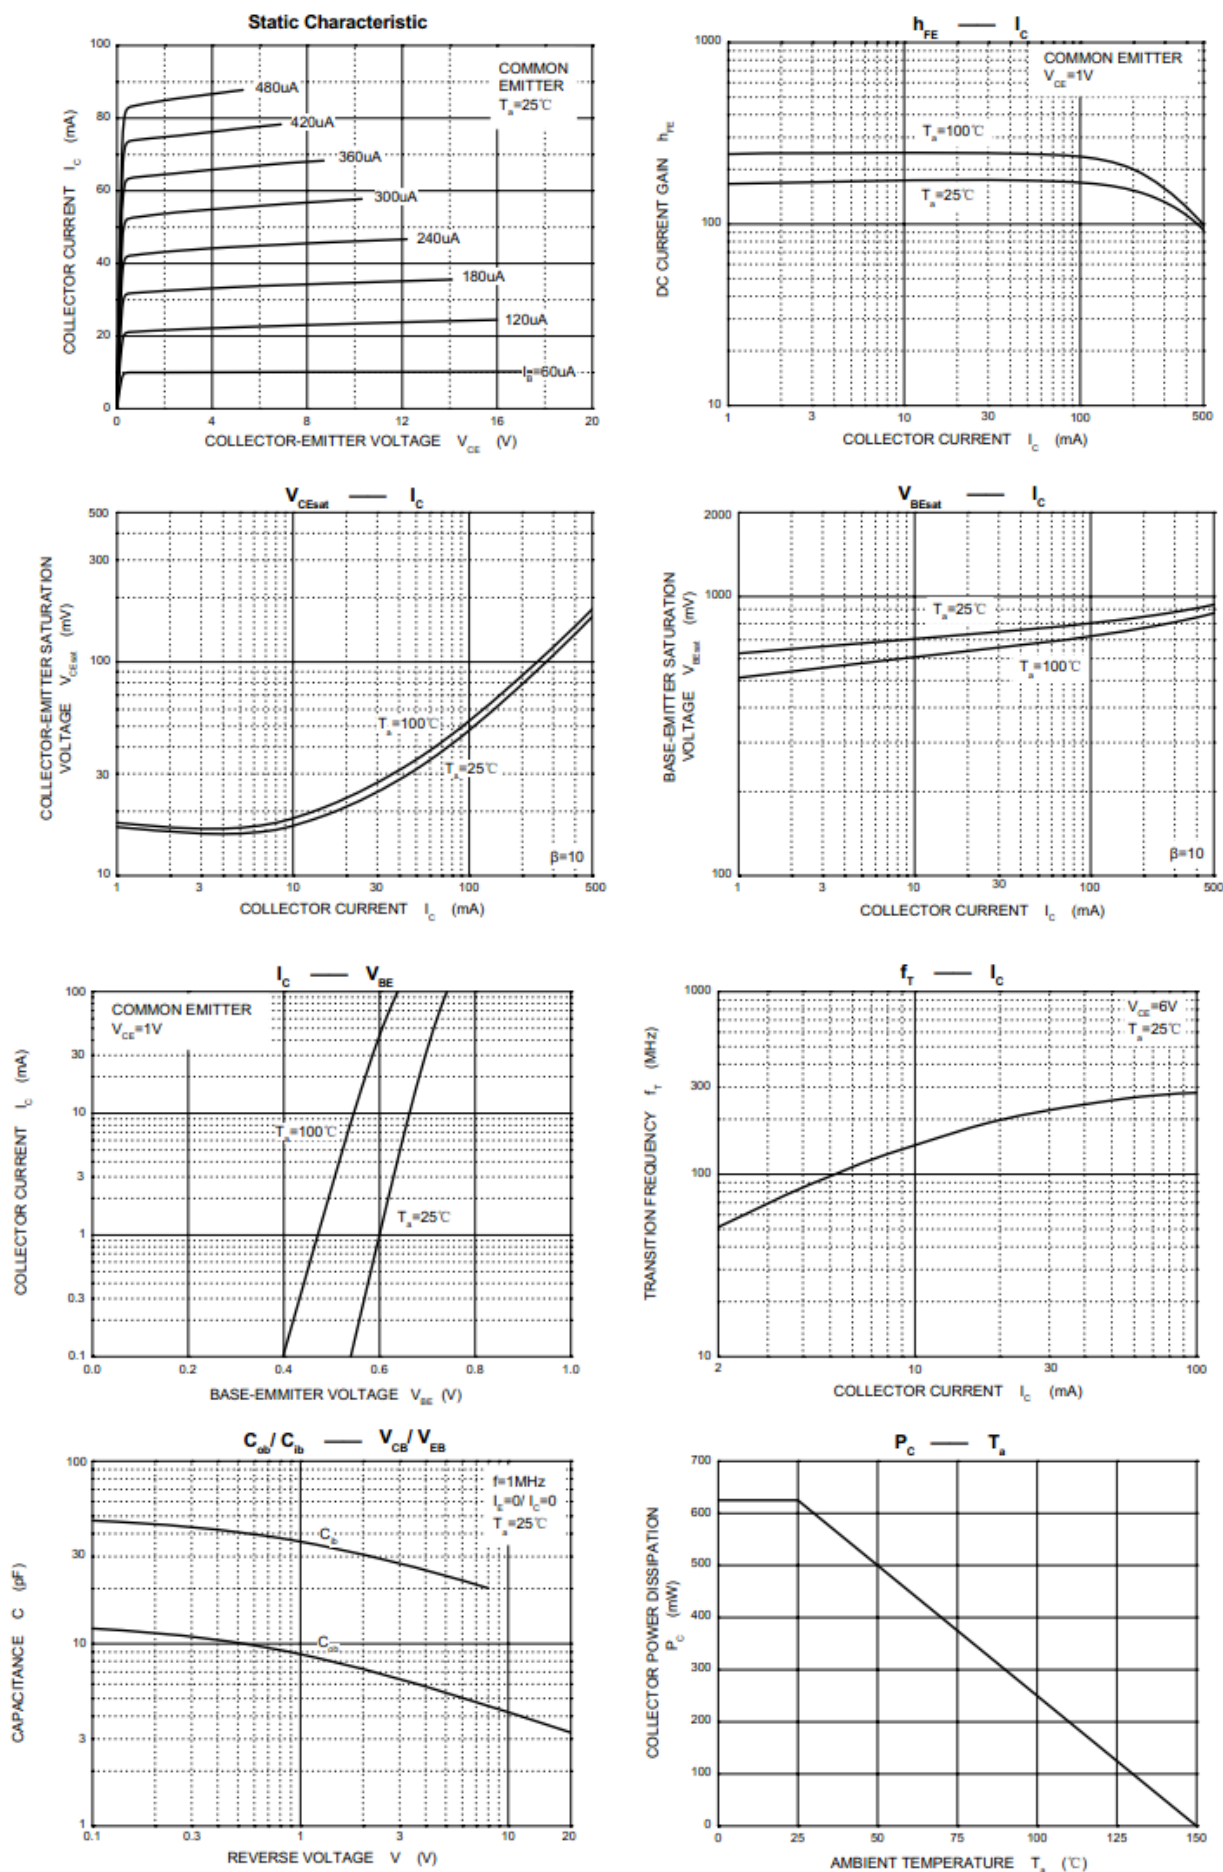 Static Characteristic
100
80
60
40
20
0
0
4
8
12
16
20
COLLECTOR CURRENT I_C (mA)
COLLECTOR-EMITTER VOLTAGE V_CE (V)
COMMON
EMITTER
T_a=25℃
480uA
420uA
360uA
300uA
240uA
180uA
120uA
I_B=60uA
h_FE —— I_C
1000
100
10
1
3
10
30
100
500
DC CURRENT GAIN h_FE
COLLECTOR CURRENT I_C (mA)
COMMON EMITTER
V_CE=1V
T_a=100℃
T_a=25℃
V_CEsat —— I_C
500
300
100
30
10
1
3
10
30
100
500
COLLECTOR-EMITTER SATURATION
VOLTAGE V_CEsat (mV)
COLLECTOR CURRENT I_C (mA)
T_a=100℃
T_a=25℃
β=10
V_BEsat —— I_C
2000
1000
100
1
3
10
30
100
500
BASE-EMITTER SATURATION
VOLTAGE V_BEsat (mV)
COLLECTOR CURRENT I_C (mA)
T_a=25℃
T_a=100℃
β=10
I_C —— V_BE
100
30
10
3
1
0.3
0.1
0.0
0.2
0.4
0.6
0.8
1.0
COLLECTOR CURRENT I_C (mA)
BASE-EMMITER VOLTAGE V_BE (V)
COMMON EMITTER
V_CE=1V
T_a=100℃
T_a=25℃
f_T —— I_C
1000
300
100
10
2
10
30
100
TRANSITION FREQUENCY f_T (MHz)
COLLECTOR CURRENT I_C (mA)
V_CE=6V
T_a=25℃
C_ob/ C_ib —— V_CB/ V_EB
100
30
10
3
1
0.1
0.3
1
3
10
20
CAPACITANCE C (pF)
REVERSE VOLTAGE V (V)
f=1MHz
I_E=0/ I_C=0
T_a=25℃
C_ib
C_ob
P_C —— T_a
700
600
500
400
300
200
100
0
0
25
50
75
100
125
150
COLLECTOR POWER DISSIPATION
P_C (mW)
AMBIENT TEMPERATURE T_a (℃)